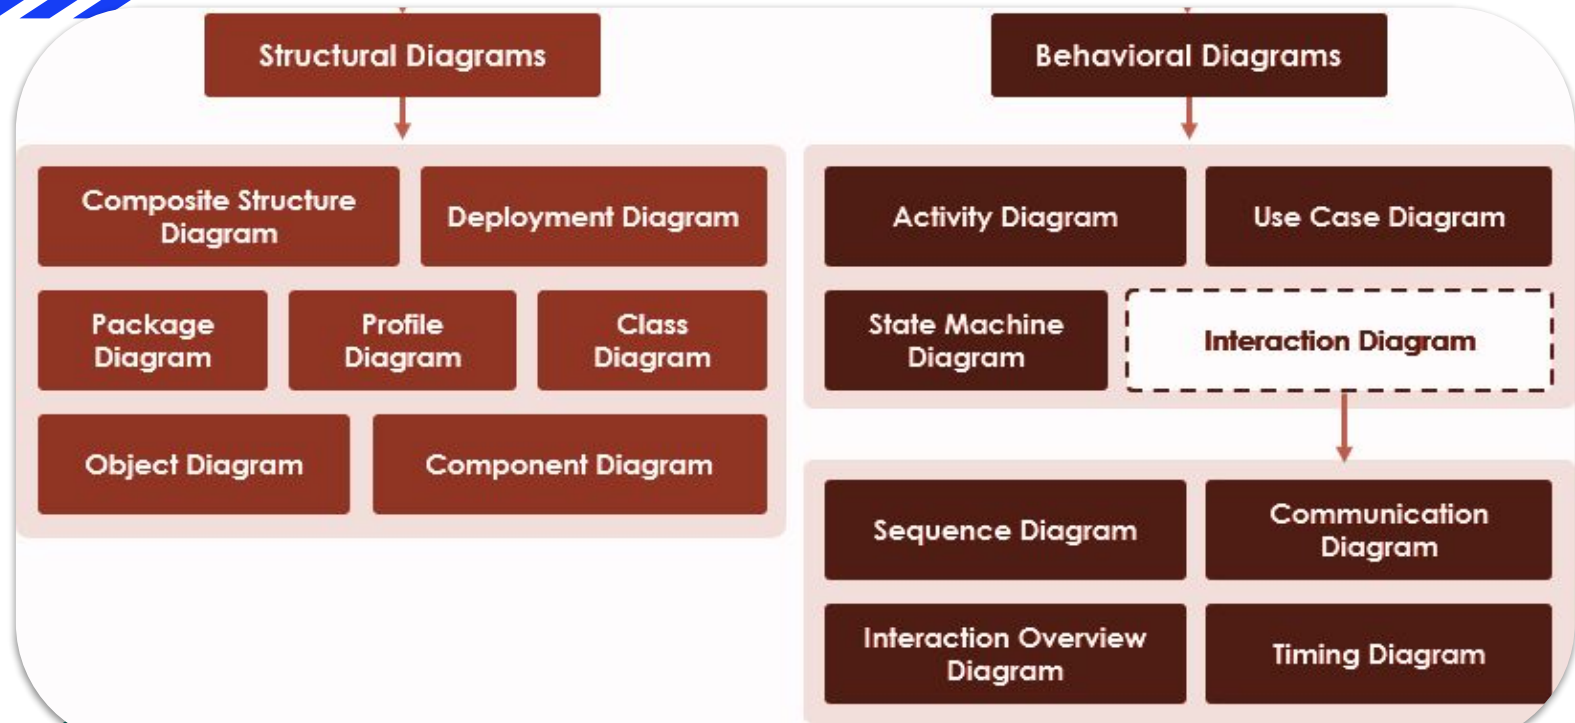 Structural Diagrams
Composite Structure
Diagram
Deployment Diagram
Package
Diagram
Profile
Diagram
Class
Diagram
Object Diagram
Component Diagram
Behavioral Diagrams
Activity Diagram
Use Case Diagram
State Machine
Diagram
Interaction Diagram
Sequence Diagram
Communication
Diagram
Interaction Overview
Diagram
Timing Diagram